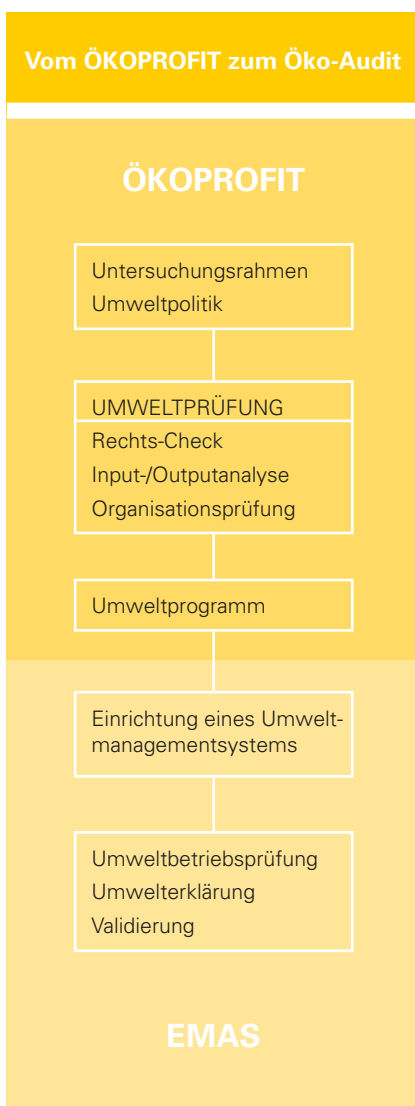 Vom ÖKOPROFIT zum Öko-Audit
ÖKOPROFIT
Untersuchungsrahmen
Umweltpolitik
UMWELTPRÜFUNG
Rechts-Check
Input-/Outputanalyse
Organisationsprüfung
Umweltprogramm
Einrichtung eines Umwelt-
managementsystems
Umweltbetriebsprüfung
Umwelterklärung
Validierung
EMAS